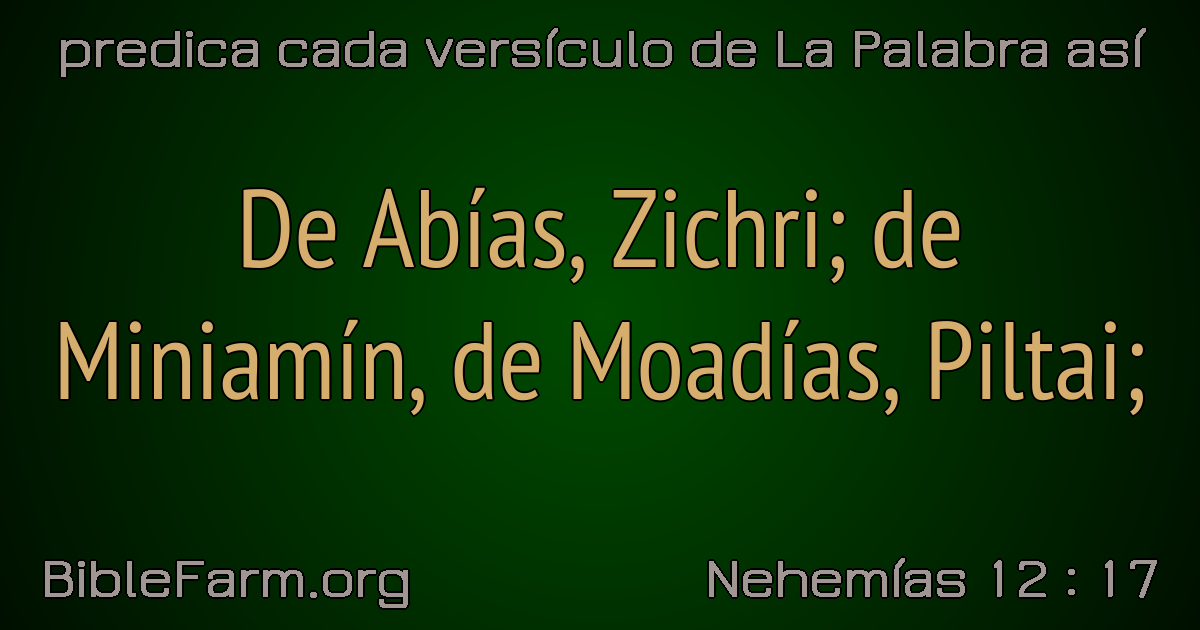 predica cada versículo de La Palabra así
De Abías, Zichri; de
Miniamín, de Moadías, Piltai;
BibleFarm.org
Nehemías 12 : 17